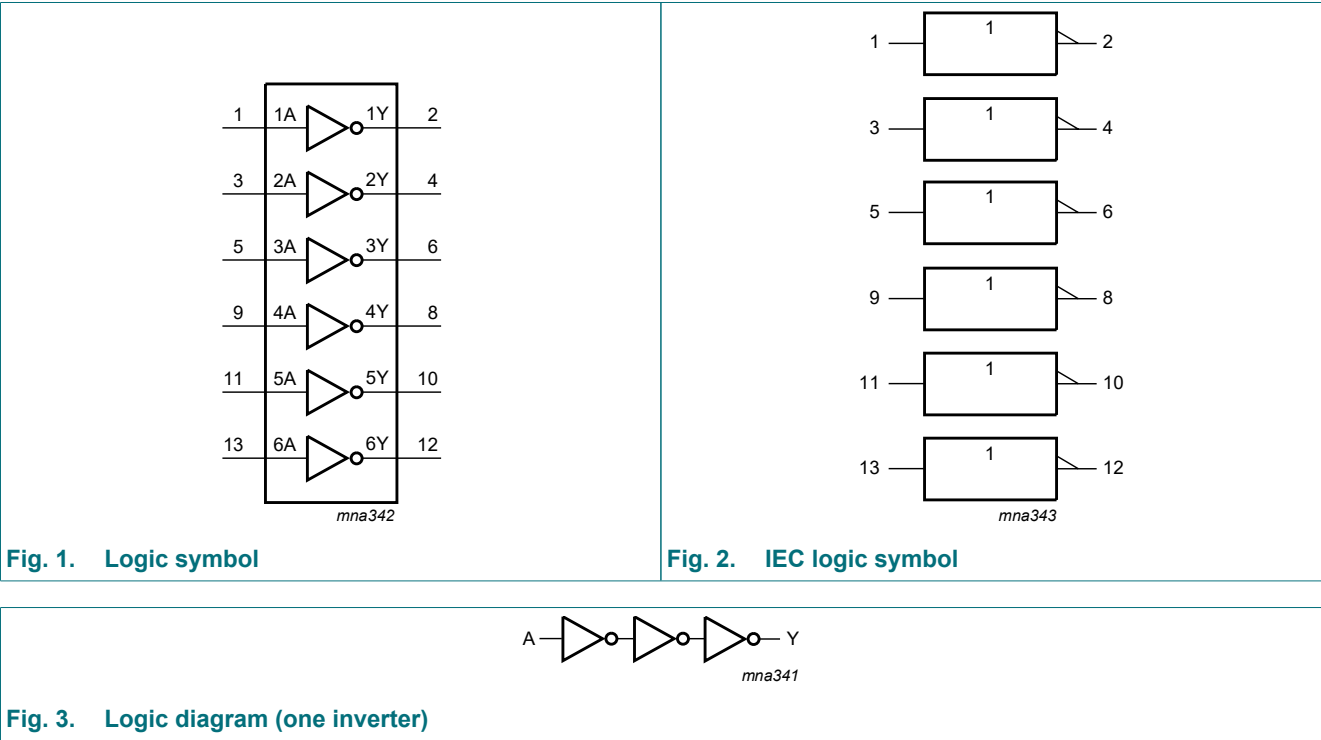 1 1A 1Y 2
3 2A 2Y 4
5 3A 3Y 6
9 4A 4Y 8
11 5A 5Y 10
13 6A 6Y 12
mna342
Fig. 1. Logic symbol
1 1 2
3 1 4
5 1 6
9 1 8
11 1 10
13 1 12
mna343
Fig. 2. IEC logic symbol
A Y
mna341
Fig. 3. Logic diagram (one inverter)